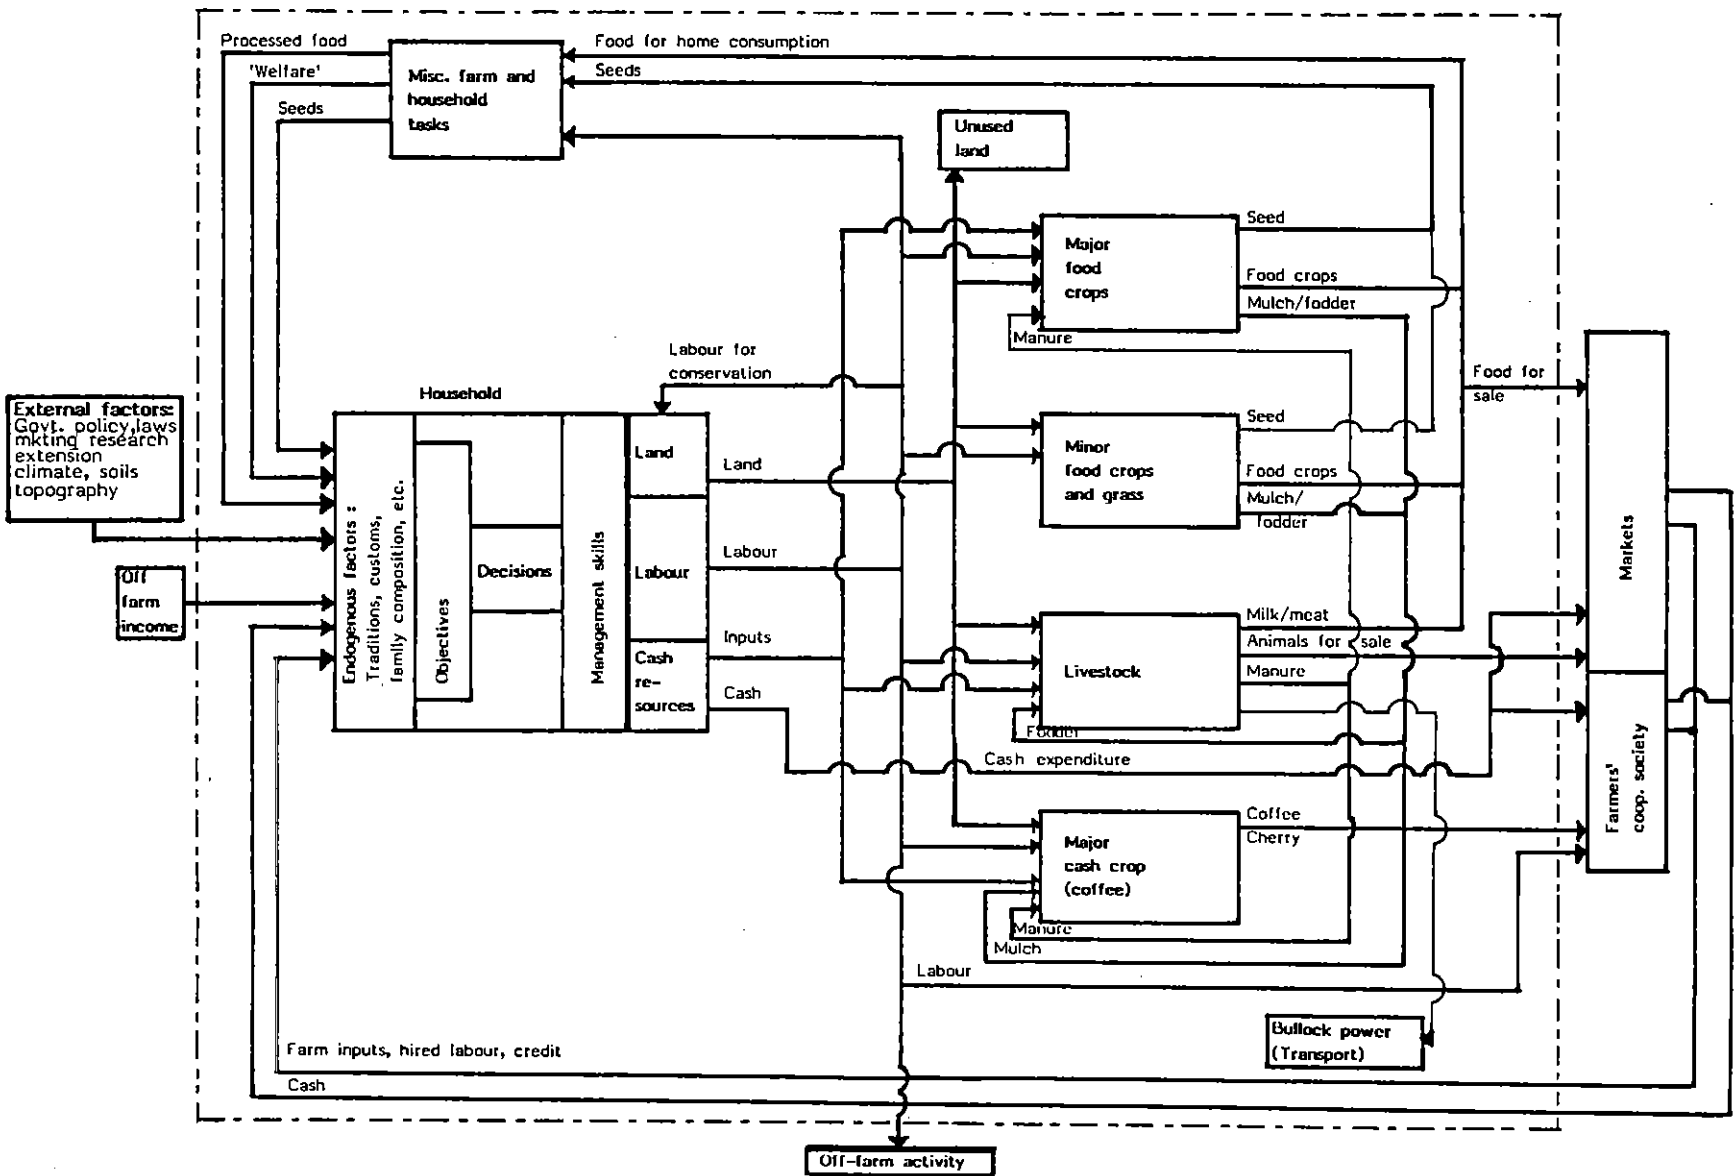 Processed food
'Welfare'
Seeds
Misc. farm and
household
tasks
Food for home consumption
Seeds
Unused
land
Major
food
crops
Seed
Food crops
Mulch/fodder
Manure
Labour for
conservation
Household
External factors:
Govt. policy,laws
mkting research
extension
climate, soils
topography
Off
farm
income
Endogenous factors :
Traditions, customs,
family composition, etc.
Objectives
Decisions
Management skills
Land
Labour
Cash
re-
sources
Land
Labour
Inputs
Cash
Minor
food crops
and grass
Seed
Food crops
Mulch/
fodder
Food for
sale
Livestock
Milk/meat
Animals for sale
Manure
Fodder
Cash expenditure
Major
cash crop
(coffee)
Coffee
Cherry
Manure
Mulch
Labour
Markets
Farmers'
coop. society
Bullock power
(Transport)
Farm inputs, hired labour, credit
Cash
Off-farm activity